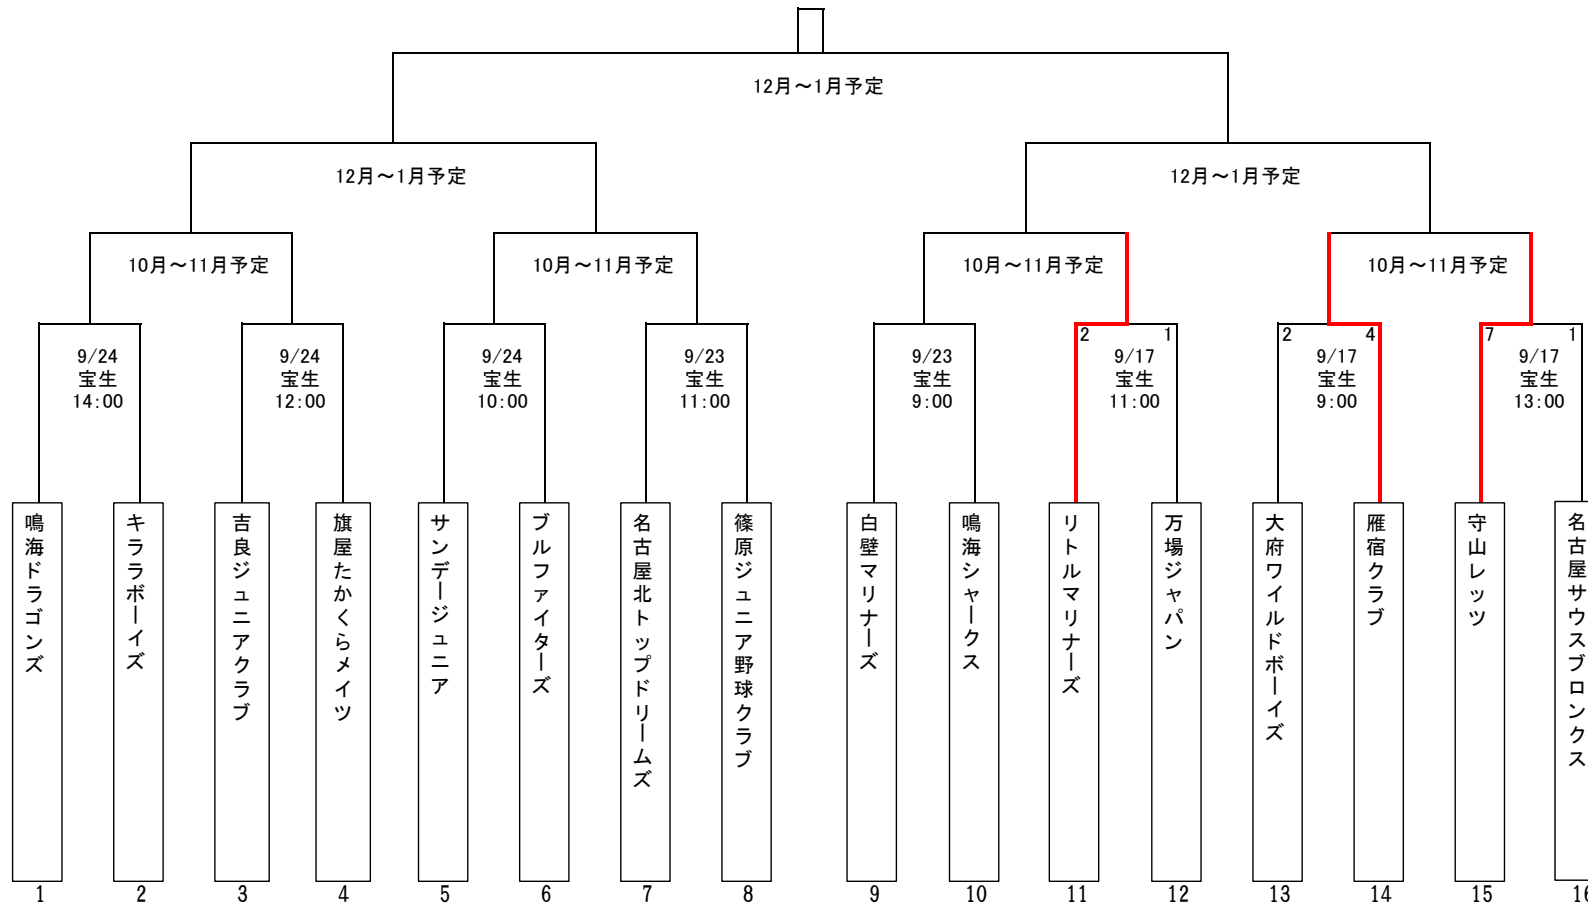 12月～1月予定
12月～1月予定
12月～1月予定
10月～11月予定
10月～11月予定
10月～11月予定
10月～11月予定
2
1
2
4
7
1
9/24
宝生
14:00
9/24
宝生
12:00
9/24
宝生
10:00
9/23
宝生
11:00
9/23
宝生
9:00
9/17
宝生
11:00
9/17
宝生
9:00
9/17
宝生
13:00
鳴海ドラゴンズ
キララボーイズ
吉良ジュニアクラブ
旗屋たかくらメイツ
サンデージュニア
ブルファイターズ
名古屋北トップドリームズ
篠原ジュニア野球クラブ
白壁マリナーズ
鳴海シャークス
リトルマリナーズ
万場ジャパン
大府ワイルドボーイズ
雁宿クラブ
守山レッツ
名古屋サウスブロンクス
1
2
3
4
5
6
7
8
9
10
11
12
13
14
15
16